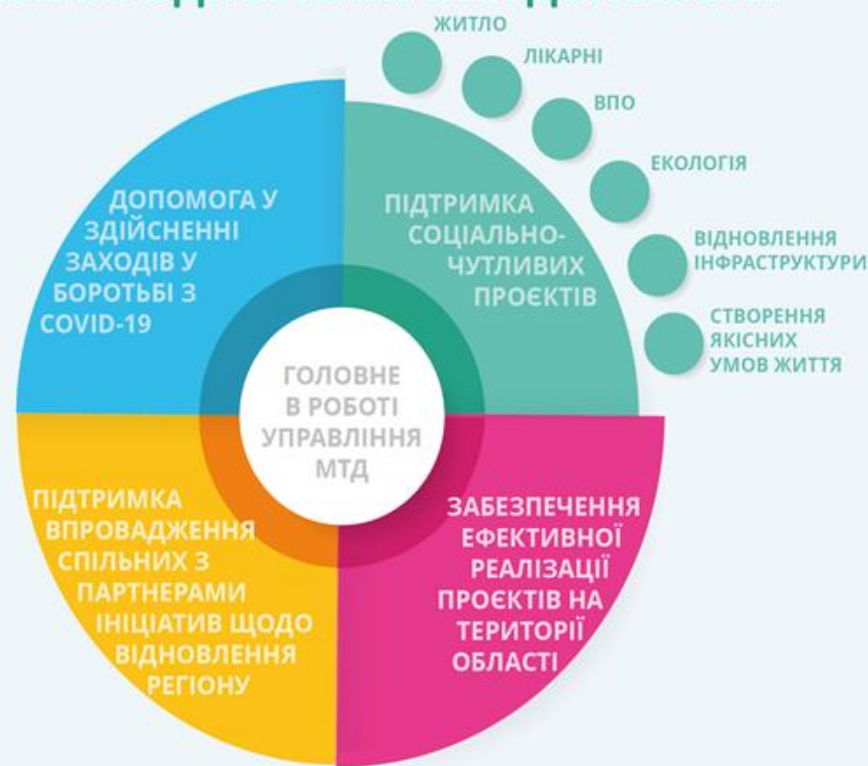 ЖИТЛО
ЛІКАРНІ
ВПО
ЕКОЛОГІЯ
ВІДНОВЛЕННЯ
ІНФРАСТРУКТУРИ
СТВОРЕННЯ
ЯКІСНИХ
УМОВ ЖИТТЯ
ДОПОМОГА У
ЗДІЙСНЕННІ
ЗАХОДІВ У
БОРОТЬБІ З
COVID-19
ПІДТРИМКА
СОЦІАЛЬНО-
ЧУТЛИВИХ
ПРОЄКТІВ
ГОЛОВНЕ
В РОБОТІ
УПРАВЛІННЯ
МТД
ПІДТРИМКА
ВПРОВАДЖЕННЯ
СПІЛЬНИХ З
ПАРТНЕРАМИ
ІНІЦІАТИВ ЩОДО
ВІДНОВЛЕННЯ
РЕГІОНУ
ЗАБЕЗПЕЧЕННЯ
ЕФЕКТИВНОЇ
РЕАЛІЗАЦІЇ
ПРОЄКТІВ НА
ТЕРИТОРІЇ
ОБЛАСТІ